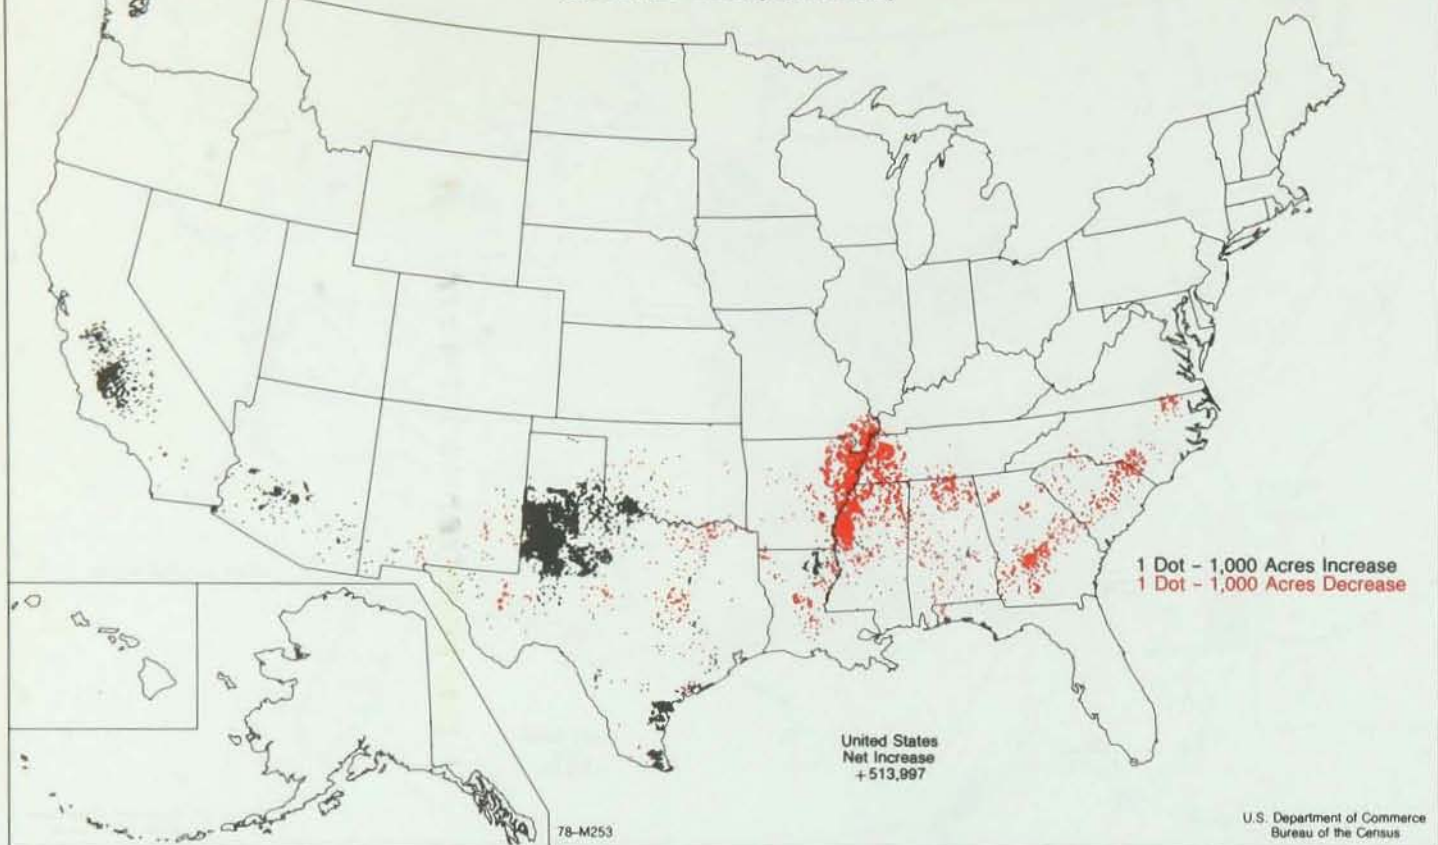 1 Dot – 1,000 Acres Increase
1 Dot – 1,000 Acres Decrease
United States
Net Increase
+513,997
78-M253
U.S. Department of Commerce
Bureau of the Census